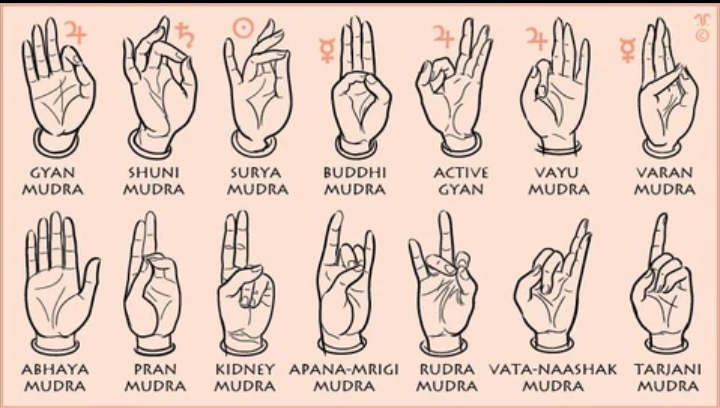 GYAN
MUDRA
SHUNI
MUDRA
SURYA
MUDRA
BUDDHI
MUDRA
ACTIVE
GYAN
VAYU
MUDRA
VARAN
MUDRA
ABHAYA
MUDRA
PRAN
MUDRA
KIDNEY
MUDRA
APANA-MRIGI
MUDRA
RUDRA
MUDRA
VATA-NAASHAK
MUDRA
TARJANI
MUDRA